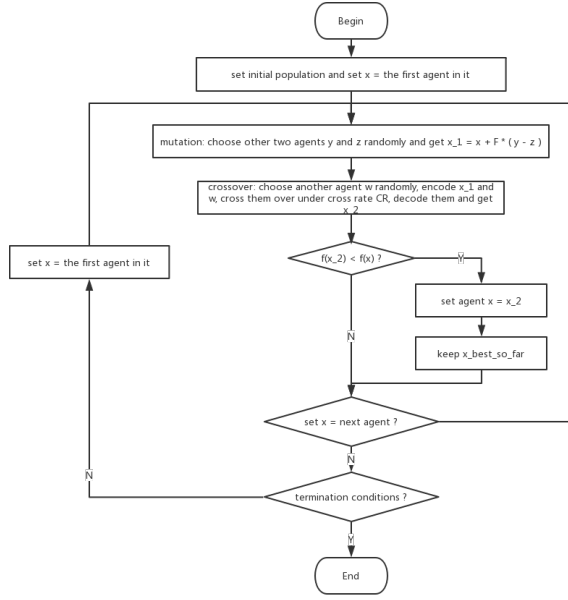 Begin
set initial population and set x = the first agent in it
mutation: choose other two agents y and z randomly and get x_1 = x + F * ( y - z )
crossover: choose another agent w randomly, encode x_1 and
w, cross them over under cross rate CR, decode them and get
x_2
set x = the first agent in it
f(x_2) < f(x) ?
Y
set agent x = x_2
N
keep x_best_so_far
set x = next agent ?
N
N
termination conditions ?
Y
End